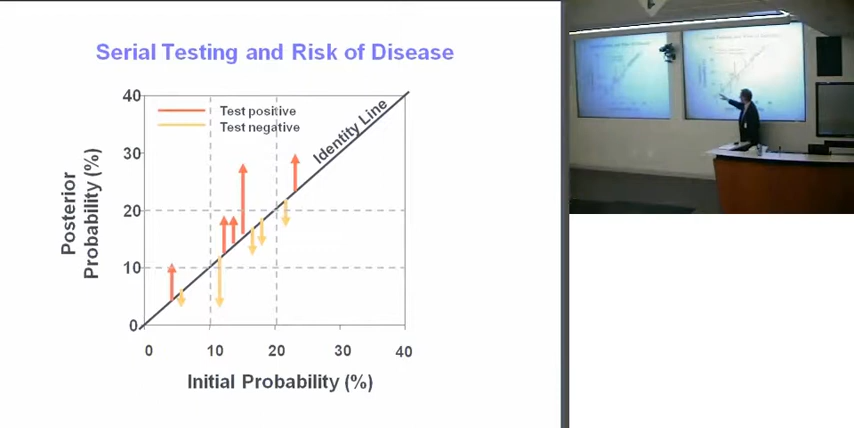 Serial Testing and Risk of Disease
40
Test positive
Test negative
Identity Line
30
20
10
0
Posterior
Probability (%)
0 10 20 30 40
Initial Probability (%)